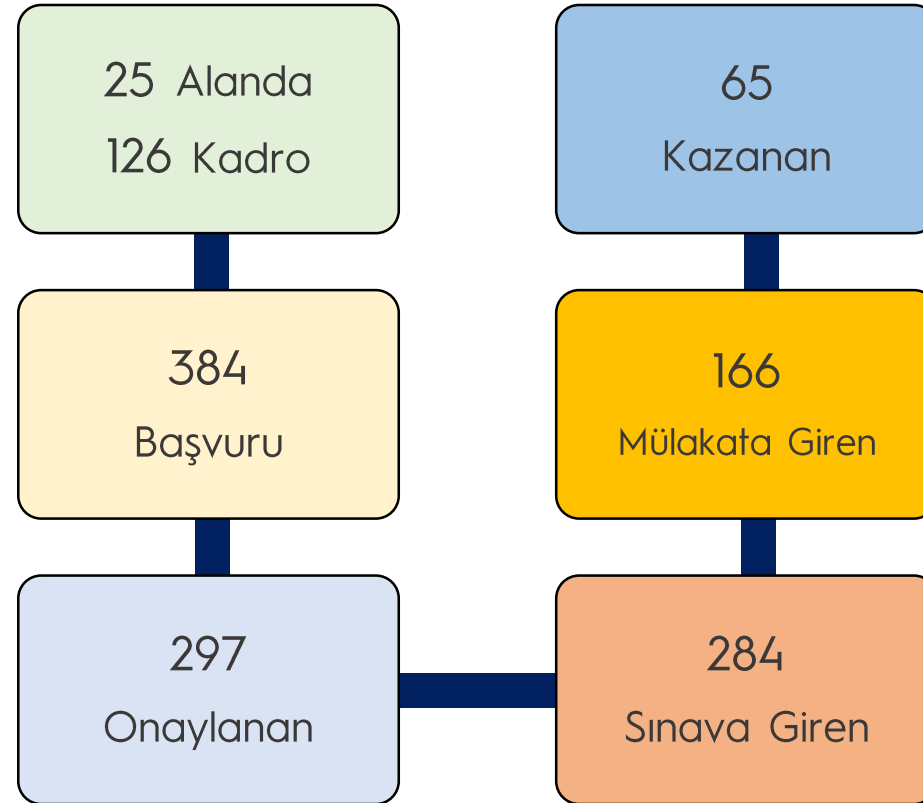 25 Alanda
126 Kadro
384
Başvuru
297
Onaylanan
284
Sınava Giren
166
Mülakata Giren
65
Kazanan